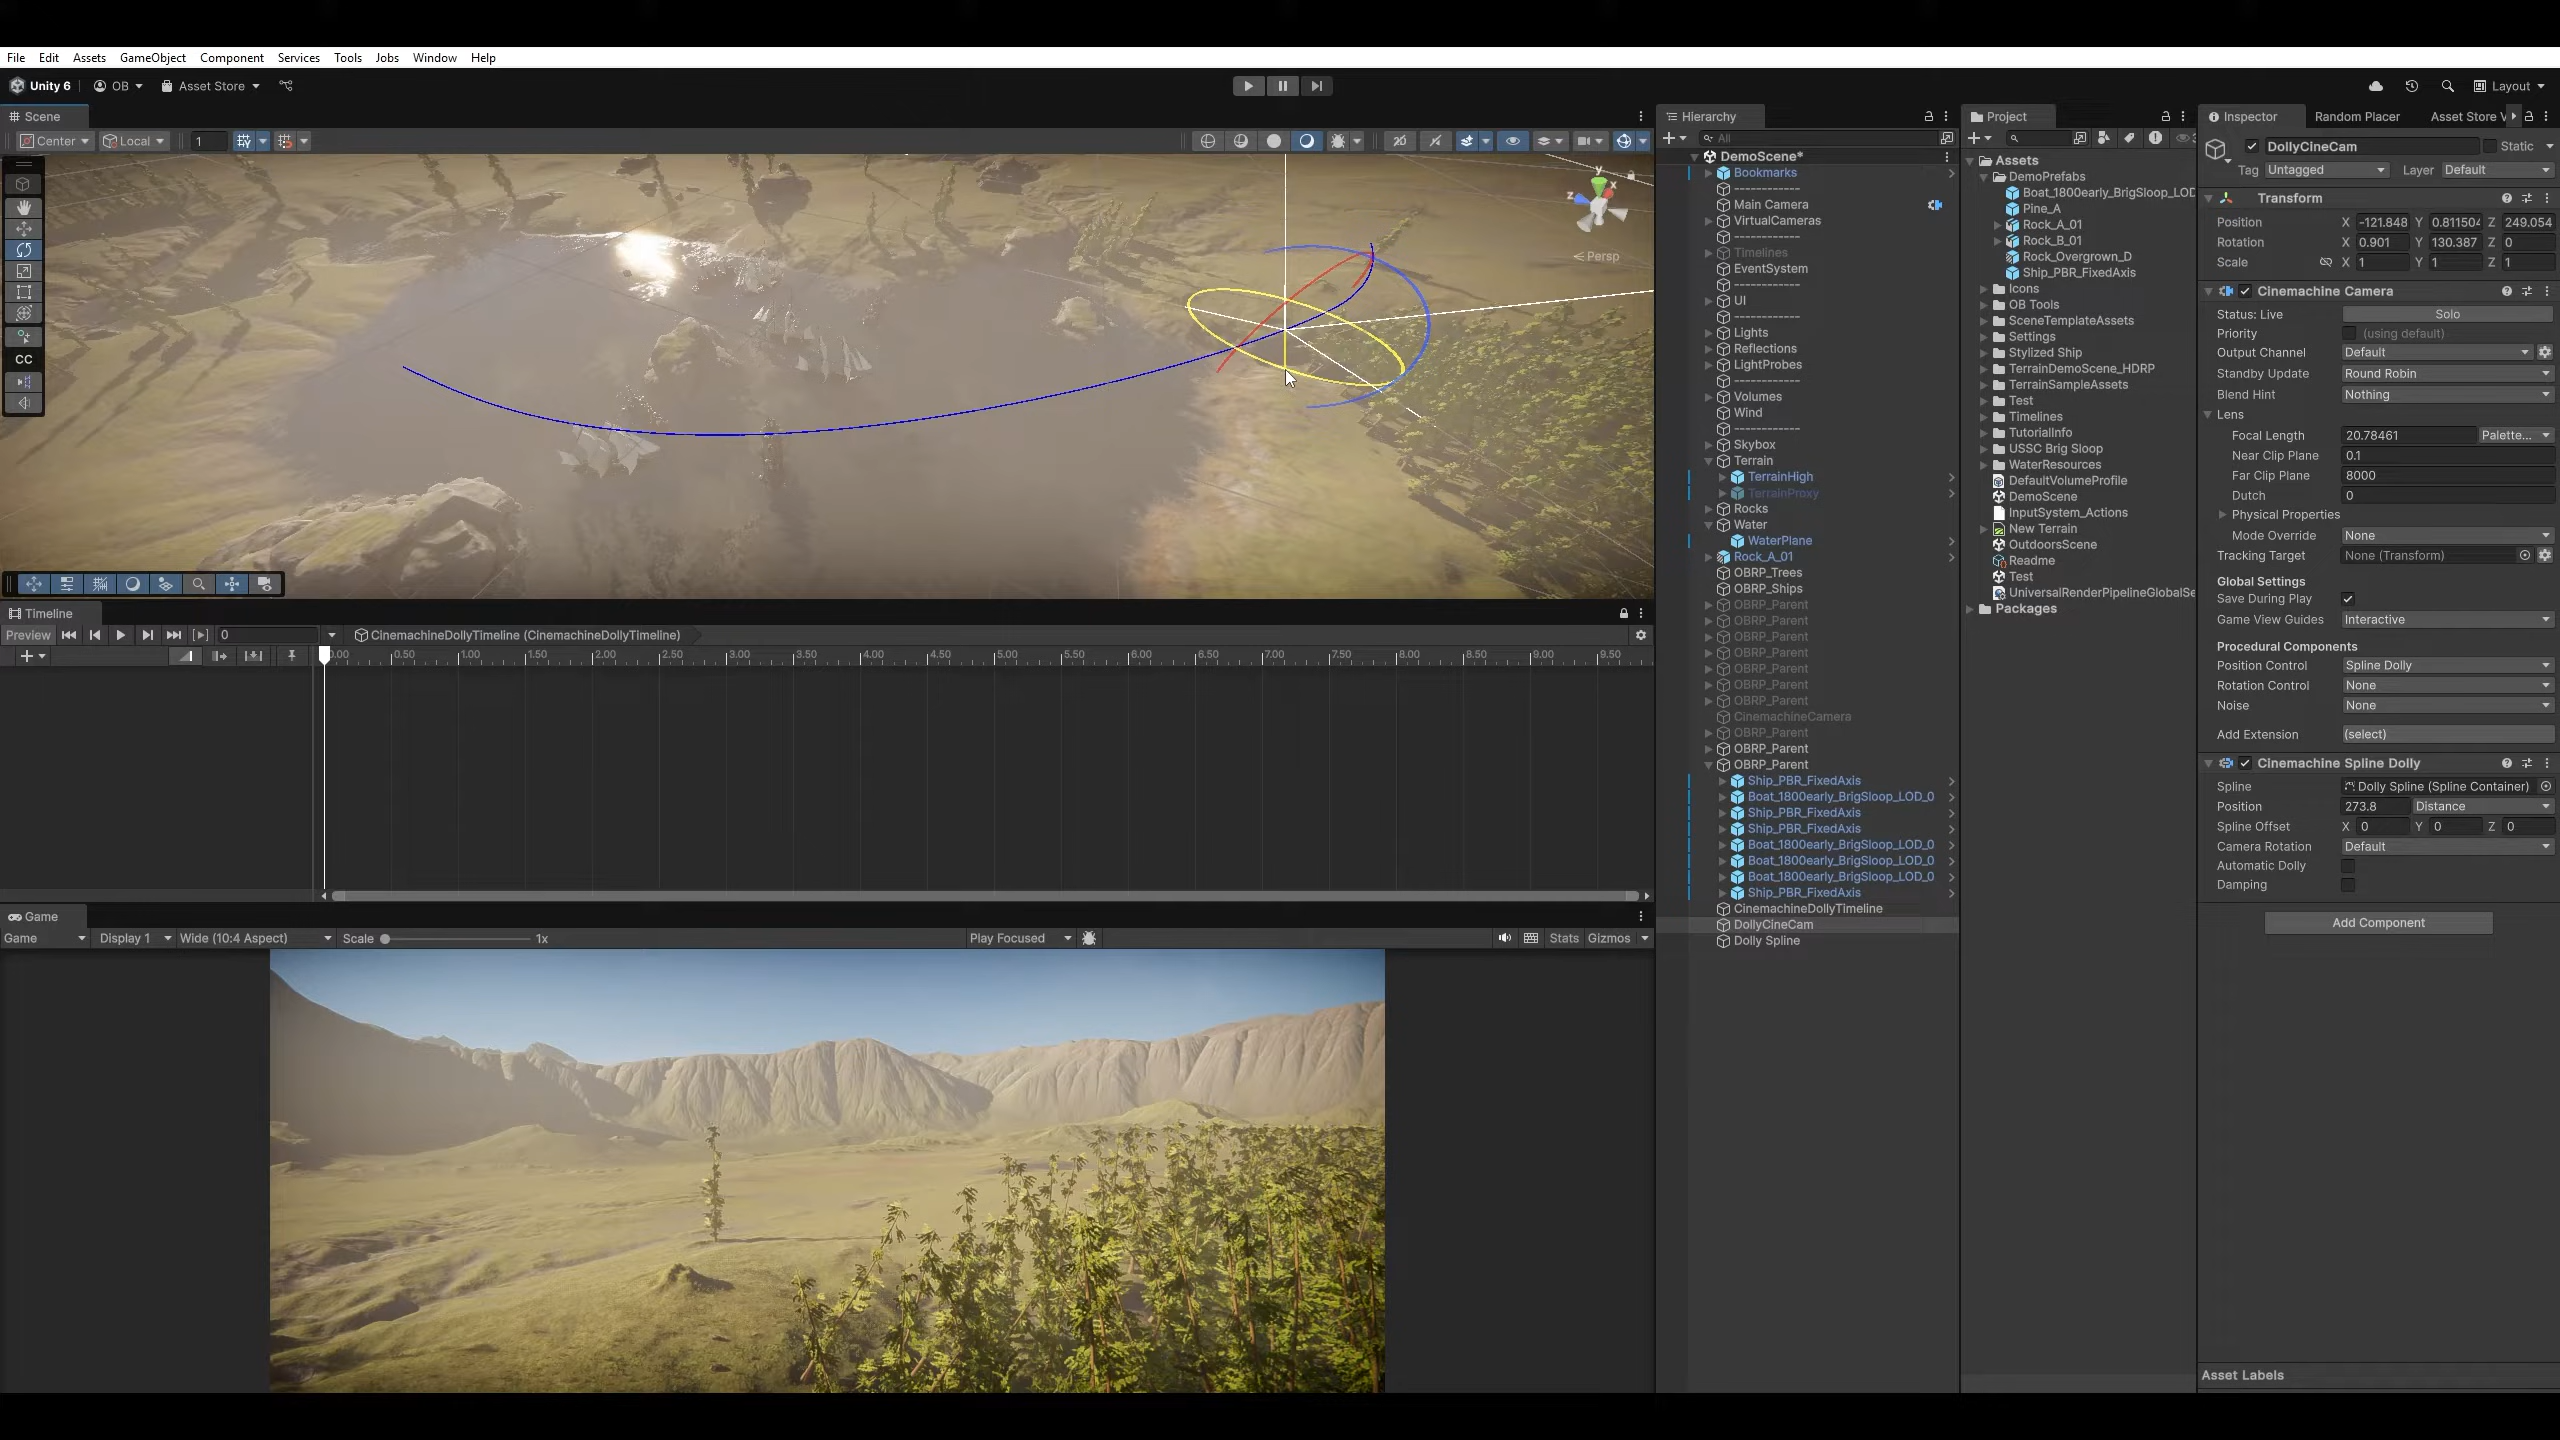 File Edit Assets GameObject Component Services Tools Jobs Window Help
Unity 6 OB Asset Store Layout
Scene
Center Local 1 2D
Y
X
Z
Persp
CC
Timeline
Preview 0 CinemachineDollyTimeline (CinemachineDollyTimeline)
0.00 0.50 1.00 1.50 2.00 2.50 3.00 3.50 4.00 4.50 5.00 5.50 6.00 6.50 7.00 7.50 8.00 8.50 9.00 9.50
Game
Game Display 1 Wide (10:4 Aspect) Scale 1x Play Focused Stats Gizmos
Hierarchy
All
DemoScene*
Bookmarks
------------
Main Camera
VirtualCameras
------------
Timelines
EventSystem
------------
UI
------------
Lights
Reflections
LightProbes
------------
Volumes
Wind
------------
Skybox
Terrain
TerrainHigh
TerrainProxy
Rocks
Water
WaterPlane
Rock_A_01
OBRP_Trees
OBRP_Ships
OBRP_Parent
OBRP_Parent
OBRP_Parent
OBRP_Parent
OBRP_Parent
OBRP_Parent
OBRP_Parent
CinemachineCamera
OBRP_Parent
OBRP_Parent
OBRP_Parent
Ship_PBR_FixedAxis
Boat_1800early_BrigSloop_LOD_0
Ship_PBR_FixedAxis
Ship_PBR_FixedAxis
Boat_1800early_BrigSloop_LOD_0
Boat_1800early_BrigSloop_LOD_0
Boat_1800early_BrigSloop_LOD_0
Ship_PBR_FixedAxis
CinemachineDollyTimeline
DollyCineCam
Dolly Spline
Project
Assets
DemoPrefabs
Boat_1800early_BrigSloop_LOD
Pine_A
Rock_A_01
Rock_B_01
Rock_Overgrown_D
Ship_PBR_FixedAxis
Icons
OB Tools
SceneTemplateAssets
Settings
Stylized Ship
TerrainDemoScene_HDRP
TerrainSampleAssets
Test
Timelines
TutorialInfo
USSC Brig Sloop
WaterResources
DefaultVolumeProfile
DemoScene
InputSystem_Actions
New Terrain
OutdoorsScene
Readme
Test
UniversalRenderPipelineGlobalSe
Packages
Inspector Random Placer Asset Store V
DollyCineCam Static
Tag Untagged Layer Default
Transform
Position X -121.848 Y 0.811504 Z 249.054
Rotation X 0.901 Y 130.387 Z 0
Scale X 1 Y 1 Z 1
Cinemachine Camera
Status: Live Solo
Priority (using default)
Output Channel Default
Standby Update Round Robin
Blend Hint Nothing
Lens
Focal Length 20.78461 Palette...
Near Clip Plane 0.1
Far Clip Plane 8000
Dutch 0
Physical Properties
Mode Override None
Tracking Target None (Transform)
Global Settings
Save During Play
Game View Guides Interactive
Procedural Components
Position Control Spline Dolly
Rotation Control None
Noise None
Add Extension (select)
Cinemachine Spline Dolly
Spline Dolly Spline (Spline Container)
Position 273.8 Distance
Spline Offset X 0 Y 0 Z 0
Camera Rotation Default
Automatic Dolly
Damping
Add Component
Asset Labels